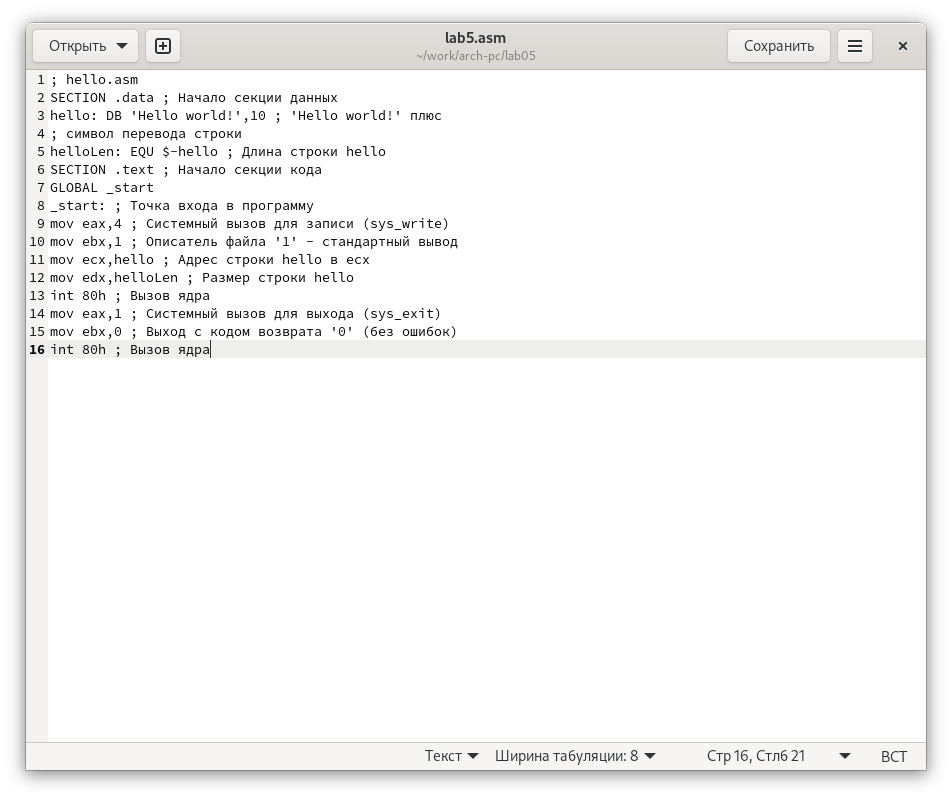 Открыть
lab5.asm
~/work/arch-pc/lab05
Сохранить
1 ; hello.asm
2 SECTION .data ; Начало секции данных
3 hello: DB 'Hello world!',10 ; 'Hello world!' плюс
4 ; символ перевода строки
5 helloLen: EQU $-hello ; Длина строки hello
6 SECTION .text ; Начало секции кода
7 GLOBAL _start
8 _start: ; Точка входа в программу
9 mov eax,4 ; Системный вызов для записи (sys_write)
10 mov ebx,1 ; Описатель файла '1' - стандартный вывод
11 mov ecx,hello ; Адрес строки hello в ecx
12 mov edx,helloLen ; Размер строки hello
13 int 80h ; Вызов ядра
14 mov eax,1 ; Системный вызов для выхода (sys_exit)
15 mov ebx,0 ; Выход с кодом возврата '0' (без ошибок)
16 int 80h ; Вызов ядра
Текст Ширина табуляции: 8 Стр 16, Стлб 21 ВСТ